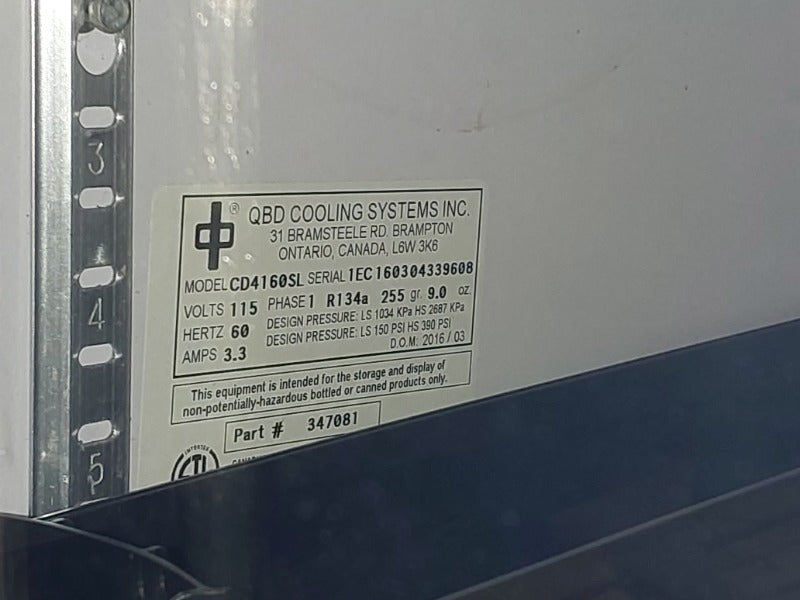 3
4
5
® QBD COOLING SYSTEMS INC.
31 BRAMSTEELE RD. BRAMPTON
ONTARIO, CANADA, L6W 3K6
MODEL CD4160SL SERIAL 1EC160304339608
VOLTS 115 PHASE 1 R134a 255 gr. 9.0 oz.
HERTZ 60 DESIGN PRESSURE: LS 1034 KPa HS 2687 KPa
AMPS 3.3 DESIGN PRESSURE: LS 150 PSI HS 390 PSI
D.O.M: 2016 / 03
This equipment is intended for the storage and display of
non-potentially-hazardous bottled or canned products only.
Part # 347081